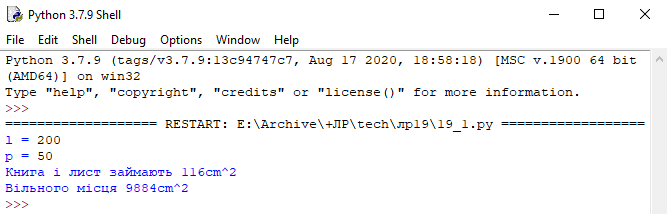 Python 3.7.9 Shell
File Edit Shell Debug Options Window Help
Python 3.7.9 (tags/v3.7.9:13c94747c7, Aug 17 2020, 18:58:18) [MSC v.1900 64 bit
(AMD64)] on win32
Type "help", "copyright", "credits" or "license()" for more information.
>>>
=================== RESTART: E:\Archive\+ЛР\tech\лр19\19_1.py ==================
l = 200
p = 50
Книга і лист займають 116cm^2
Вільного місця 9884cm^2
>>>